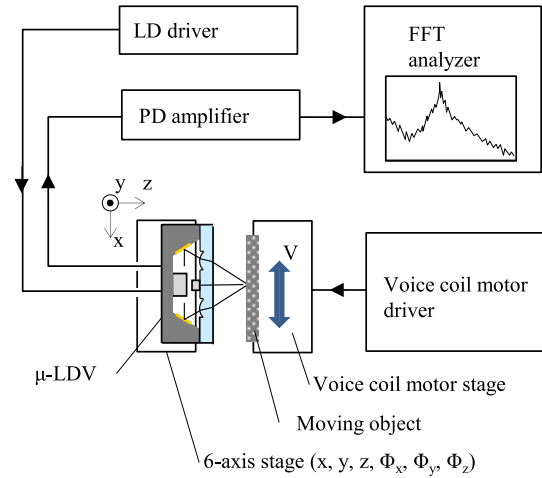 LD driver
FFT
analyzer
PD amplifier
y
z
x
V
Voice coil motor
driver
μ-LDV
Voice coil motor stage
Moving object
6-axis stage (x, y, z, Φx, Φy, Φz)